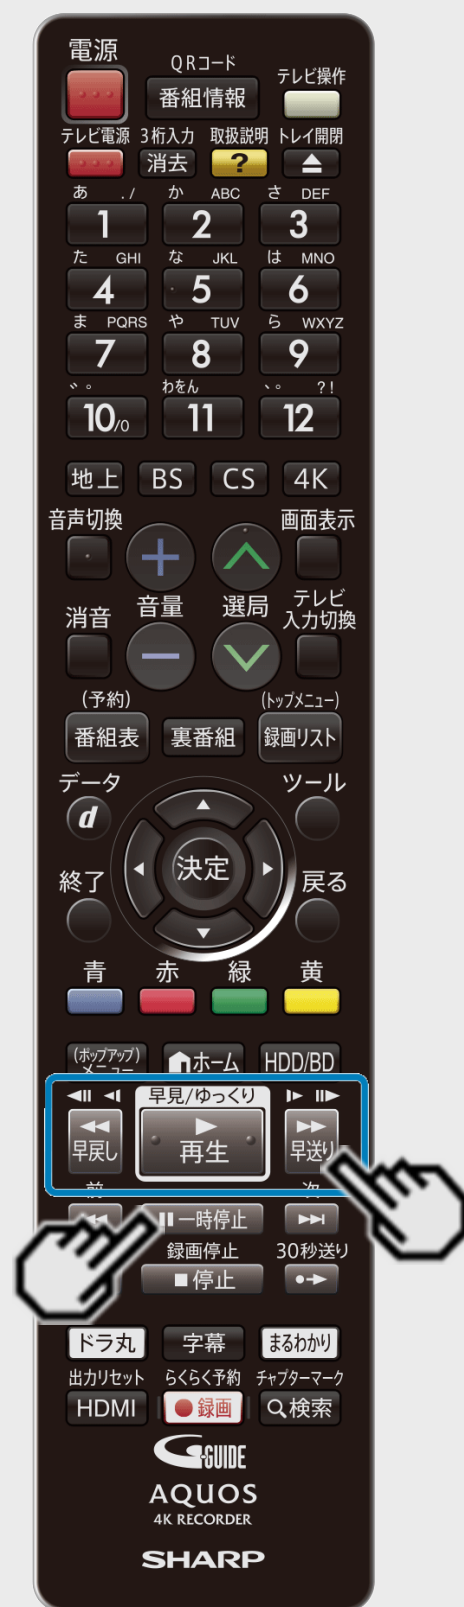 電源
QRコード
番組情報
テレビ操作
テレビ電源 3桁入力 取扱説明 トレイ開閉
消去 ?
あ ./ か ABC さ DEF
1 2 3
た GHI な JKL は MNO
4 5 6
ま PQRS や TUV ら WXYZ
7 8 9
゛゜ わをん 、。 ?!
10/0 11 12
地上 BS CS 4K
音声切換 画面表示
消音 音量 選局 テレビ
入力切換
(予約) (トップメニュー)
番組表 裏番組 録画リスト
データ ツール
d
決定
終了 戻る
青 赤 緑 黄
(ポップアップ)
メニュー ホーム HDD/BD
早見/ゆっくり
早戻し 再生 早送り
前 次
一時停止
録画停止 30秒送り
停止
ドラ丸 字幕 まるわかり
出力リセット らくらく予約 チャプターマーク
HDMI 録画 検索
G-GUIDE
AQUOS
4K RECORDER
SHARP